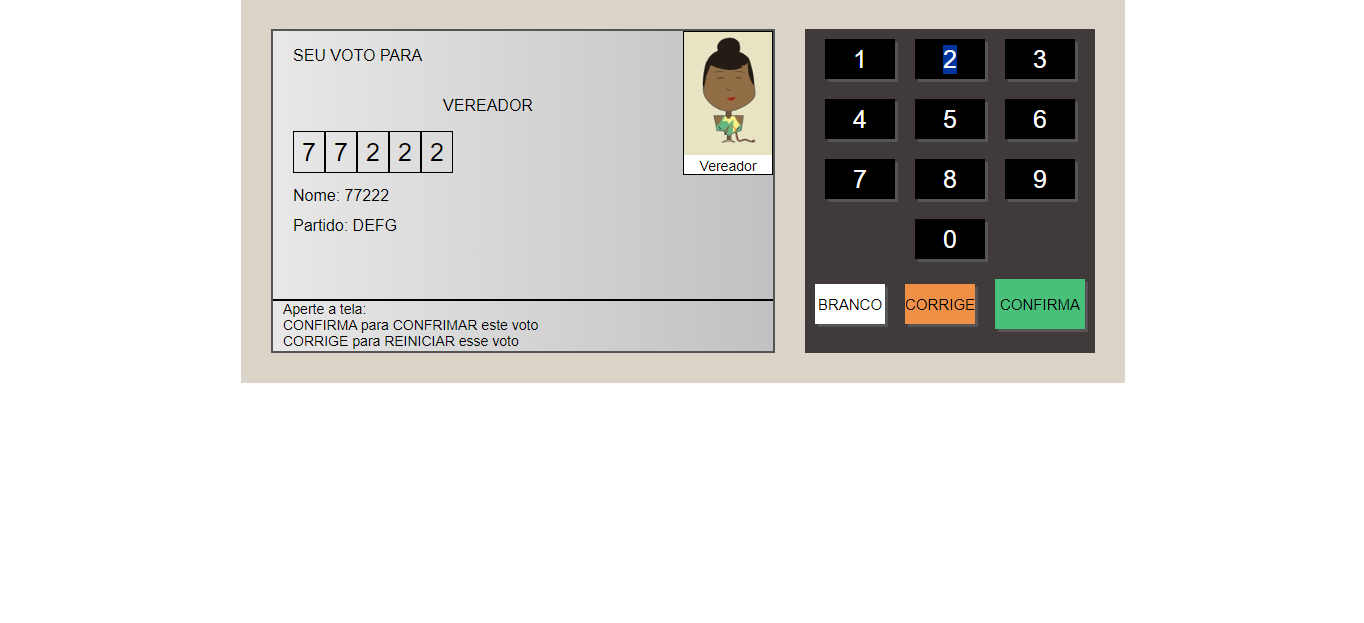 SEU VOTO PARA
VEREADOR
7 7 2 2 2
Nome: 77222
Partido: DEFG
Vereador
Aperte a tela:
CONFIRMA para CONFRIMAR este voto
CORRIGE para REINICIAR esse voto
1 2 3
4 5 6
7 8 9
0
BRANCO CORRIGE CONFIRMA